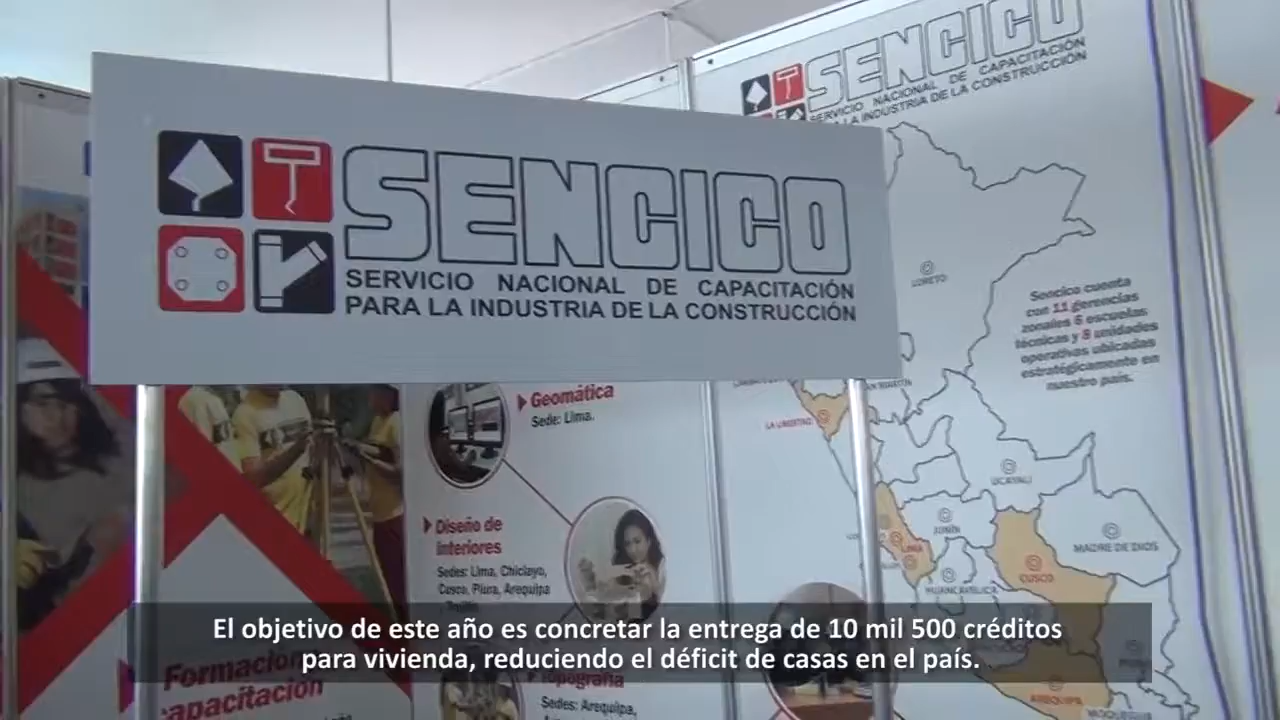 SENCICO
SERVICIO NACIONAL DE CAPACITACIÓN
PARA LA INDUSTRIA DE LA CONSTRUCCIÓN
SENCICO
SERVICIO NACIONAL DE CAPACITACIÓN
LA INDUSTRIA DE LA CONSTRUCCIÓN
LORETO
Sencico cuenta
con 11 gerencias
zonales 6 escuelas
técnicas y 8 unidades
operativas ubicadas
estratégicamente en
nuestro país.
SAN MARTÍN
LA LIBERTAD
UCAYALI
JUNÍN
LIMA
MADRE DE DIOS
CUSCO
HUANCAVELICA
AREQUIPA
MOQUEGUA
Geomática
Sede: Lima.
Diseño de
interiores
Sedes: Lima, Chiclayo,
Cusco, Piura, Arequipa
Topografía
Sedes: Arequipa,
capacitación
El objetivo de este año es concretar la entrega de 10 mil 500 créditos
para vivienda, reduciendo el déficit de casas en el país.